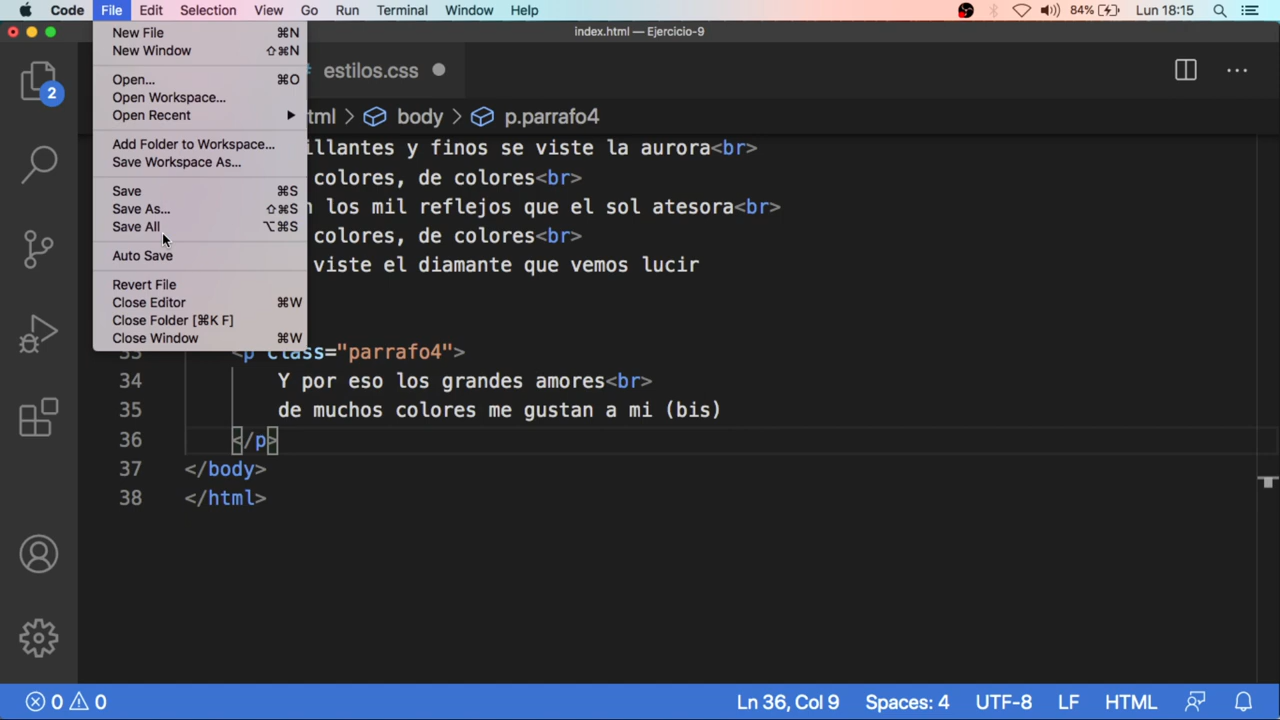 Code File Edit Selection View Go Run Terminal Window Help 84% Lun 18:15
index.html — Ejercicio-9
New File ⌘N
New Window ⇧⌘N
Open... ⌘O
Open Workspace...
Open Recent
Add Folder to Workspace...
Save Workspace As...
Save ⌘S
Save As... ⇧⌘S
Save All ⌥⌘S
Auto Save
Revert File
Close Editor ⌘W
Close Folder [⌘K F]
Close Window ⌘W
2
estilos.css
tml > body > p.parrafo4
illantes y finos se viste la aurora<br>
colores, de colores<br>
los mil reflejos que el sol atesora<br>
colores, de colores<br>
viste el diamante que vemos lucir
33 <p class="parrafo4">
34 Y por eso los grandes amores<br>
35 de muchos colores me gustan a mi (bis)
36 </p>
37 </body>
38 </html>
0 0 Ln 36, Col 9 Spaces: 4 UTF-8 LF HTML